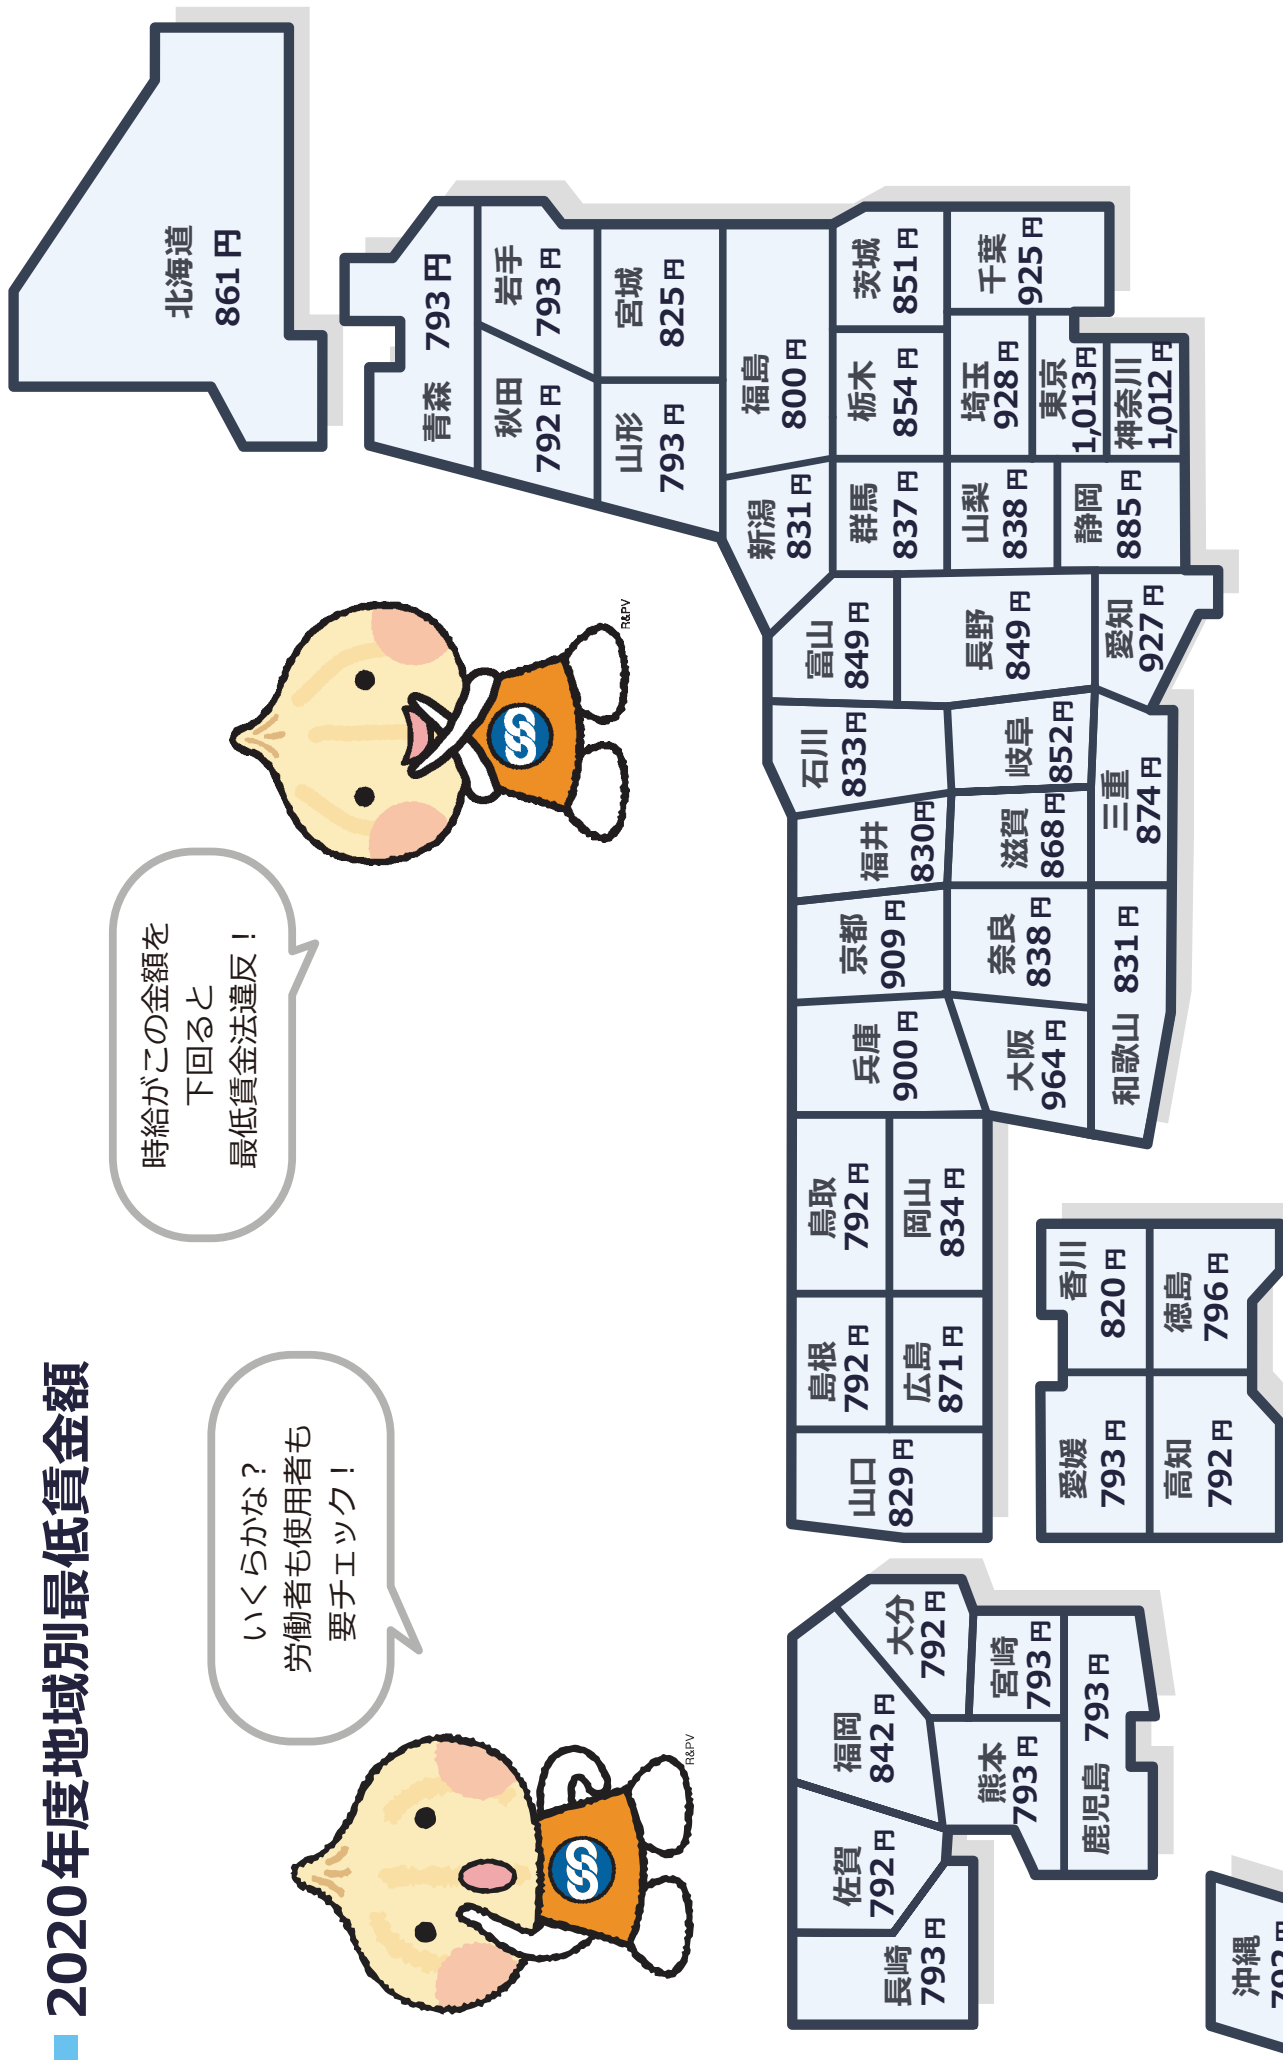 2020年度地域別最低賃金額
いくらかな？
労働者も使用者も
要チェック！
時給がこの金額を
下回ると
最低賃金法違反！
R&PV
R&PV
北海道
861円
青森 793円
秋田
792円
岩手
793円
山形
793円
宮城
825円
福島
800円
新潟
831円
群馬
837円
栃木
854円
茨城
851円
山梨
838円
埼玉
928円
千葉
925円
東京
1,013円
神奈川
1,012円
静岡
885円
富山
849円
長野
849円
愛知
927円
石川
833円
岐阜
852円
福井
830円
滋賀
868円
三重
874円
京都
909円
奈良
838円
和歌山 831円
兵庫
900円
大阪
964円
鳥取
792円
岡山
834円
島根
792円
広島
871円
山口
829円
香川
820円
徳島
796円
愛媛
793円
高知
792円
福岡
842円
大分
792円
佐賀
792円
長崎
793円
熊本
793円
宮崎
793円
鹿児島 793円
沖縄